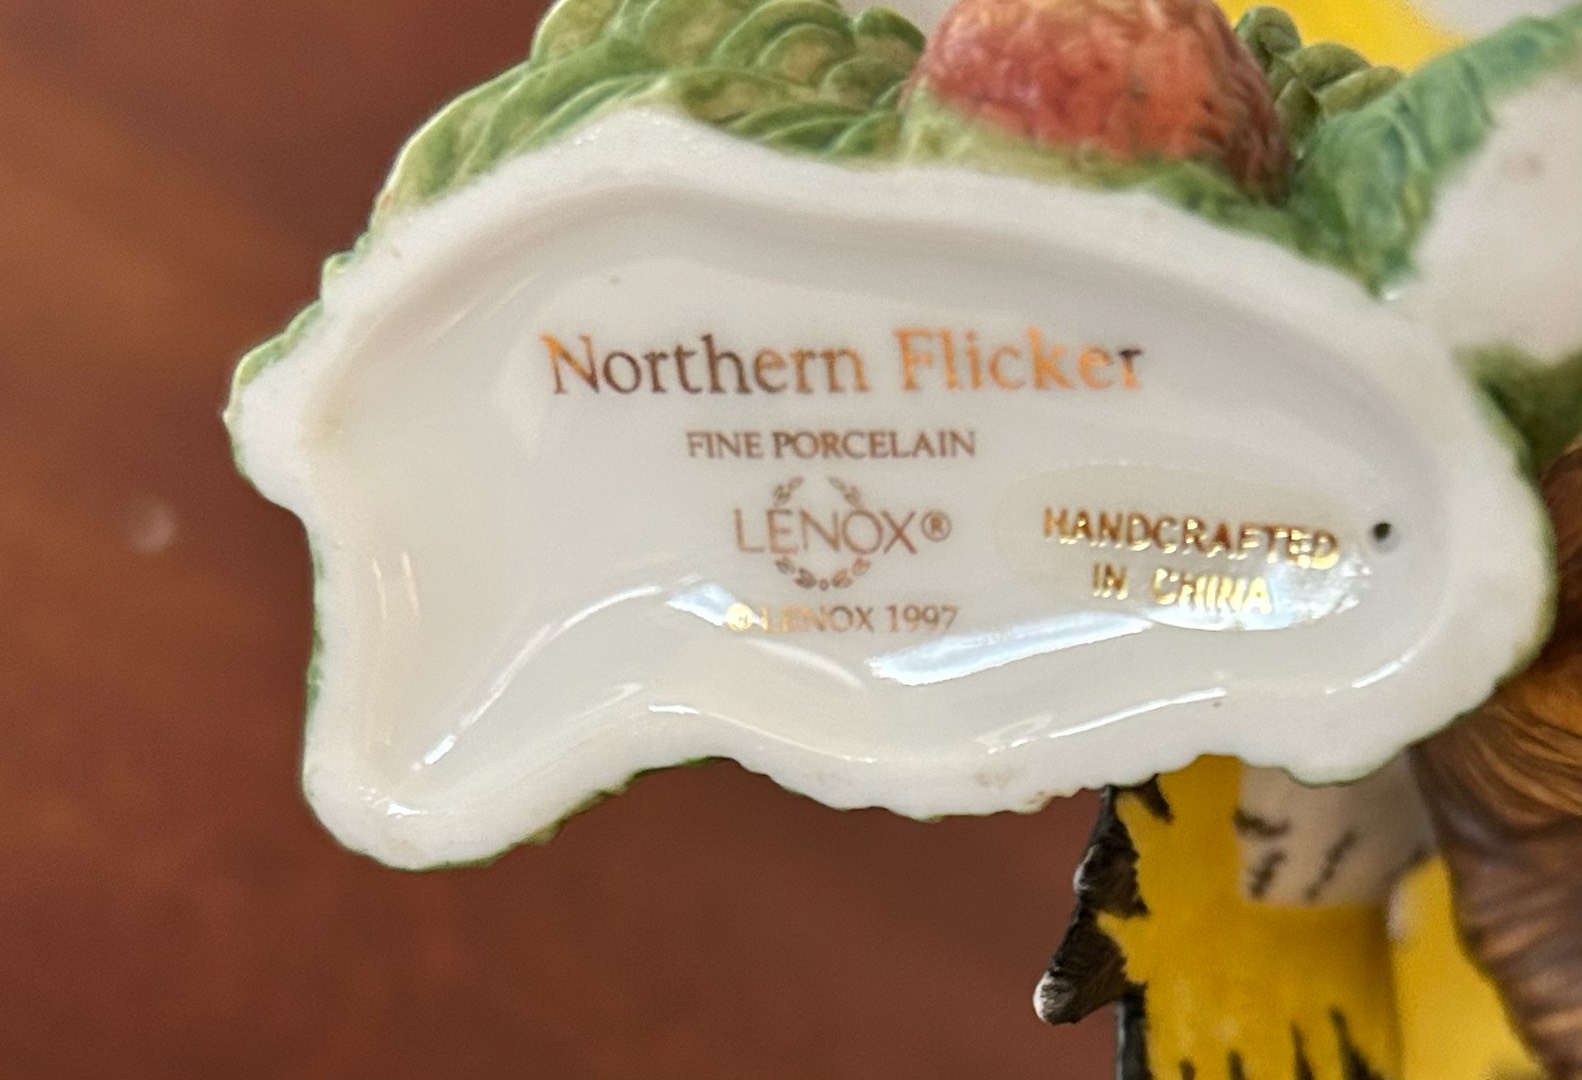 Northern Flicker
FINE PORCELAIN
LENOX®
© LENOX 1997
HANDCRAFTED
IN CHINA